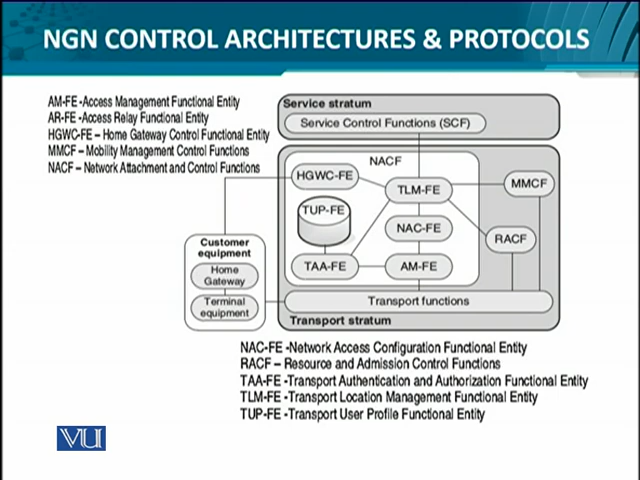 NGN CONTROL ARCHITECTURES & PROTOCOLS
AM-FE -Access Management Functional Entity
AR-FE -Access Relay Functional Entity
HGWC-FE – Home Gateway Control Functional Entity
MMCF – Mobility Management Control Functions
NACF – Network Attachment and Control Functions
Service stratum
Service Control Functions (SCF)
NACF
HGWC-FE
TLM-FE
MMCF
TUP-FE
NAC-FE
RACF
TAA-FE
AM-FE
Customer
equipment
Home
Gateway
Terminal
equipment
Transport functions
Transport stratum
NAC-FE -Network Access Configuration Functional Entity
RACF – Resource and Admission Control Functions
TAA-FE -Transport Authentication and Authorization Functional Entity
TLM-FE -Transport Location Management Functional Entity
TUP-FE -Transport User Profile Functional Entity
VU